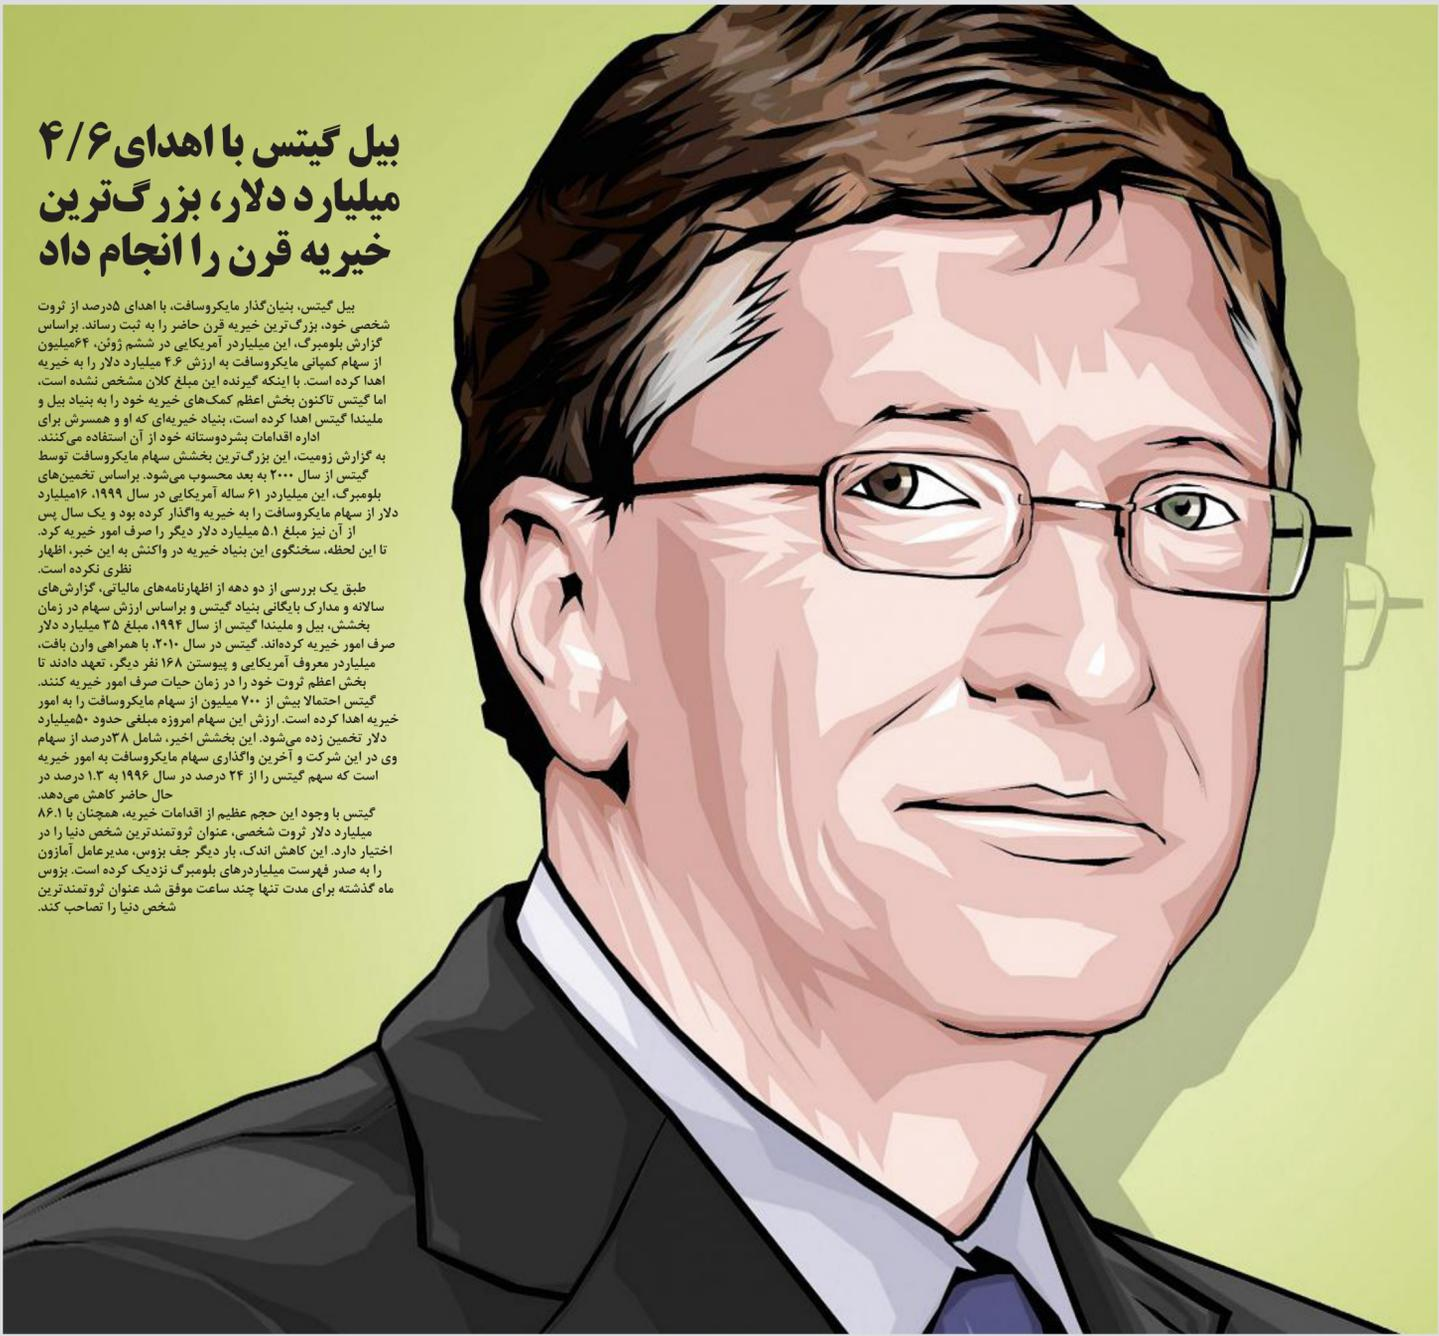 بیل گیتس با اهدای ۴/۶
میلیارد دلار، بزرگ‌ترین
خیریه قرن را انجام داد
بیل گیتس، بنیان‌گذار مایکروسافت، با اهدای ۵درصد از ثروت
شخصی خود، بزرگ‌ترین خیریه قرن حاضر را به ثبت رساند. براساس
گزارش بلومبرگ، این میلیاردر آمریکایی در ششم ژوئن، ۶۴میلیون
از سهام کمپانی مایکروسافت به ارزش ۴.۶ میلیارد دلار را به خیریه
اهدا کرده است. با اینکه گیرنده این مبلغ کلان مشخص نشده است،
اما گیتس تاکنون بخش اعظم کمک‌های خیریه خود را به بنیاد بیل و
ملیندا گیتس اهدا کرده است، بنیاد خیریه‌ای که او و همسرش برای
اداره اقدامات بشردوستانه خود از آن استفاده می‌کنند.
به گزارش زومیت، این بزرگ‌ترین بخشش سهام مایکروسافت توسط
گیتس از سال ۲۰۰۰ به بعد محسوب می‌شود. براساس تخمین‌های
بلومبرگ، این میلیاردر ۶۱ ساله آمریکایی در سال ۱۹۹۹، ۱۶میلیارد
دلار از سهام مایکروسافت را به خیریه واگذار کرده بود و یک سال پس
از آن نیز مبلغ ۵.۱ میلیارد دلار دیگر را صرف امور خیریه کرد.
تا این لحظه، سخنگوی این بنیاد خیریه در واکنش به این خبر، اظهار
نظری نکرده است.
طبق یک بررسی از دو دهه از اظهارنامه‌های مالیاتی، گزارش‌های
سالانه و مدارک بایگانی بنیاد گیتس و براساس ارزش سهام در زمان
بخشش، بیل و ملیندا گیتس از سال ۱۹۹۴، مبلغ ۳۵ میلیارد دلار
صرف امور خیریه کرده‌اند. گیتس در سال ۲۰۱۰، با همراهی وارن بافت،
میلیاردر معروف آمریکایی و پیوستن ۱۶۸ نفر دیگر، تعهد دادند تا
بخش اعظم ثروت خود را در زمان حیات صرف امور خیریه کنند.
گیتس احتمالا بیش از ۷۰۰ میلیون از سهام مایکروسافت را به امور
خیریه اهدا کرده است. ارزش این سهام امروزه مبلغی حدود ۵۰میلیارد
دلار تخمین زده می‌شود. این بخشش اخیر، شامل ۳۸درصد از سهام
وی در این شرکت و آخرین واگذاری سهام مایکروسافت به امور خیریه
است که سهم گیتس را از ۲۴ درصد در سال ۱۹۹۶ به ۱.۳ درصد در
حال حاضر کاهش می‌دهد.
گیتس با وجود این حجم عظیم از اقدامات خیریه، همچنان با ۸۶.۱
میلیارد دلار ثروت شخصی، عنوان ثروتمندترین شخص دنیا را در
اختیار دارد. این کاهش اندک، بار دیگر جف بزوس، مدیرعامل آمازون
را به صدر فهرست میلیاردرهای بلومبرگ نزدیک کرده است. بزوس
ماه گذشته برای مدت تنها چند ساعت موفق شد عنوان ثروتمندترین
شخص دنیا را تصاحب کند.